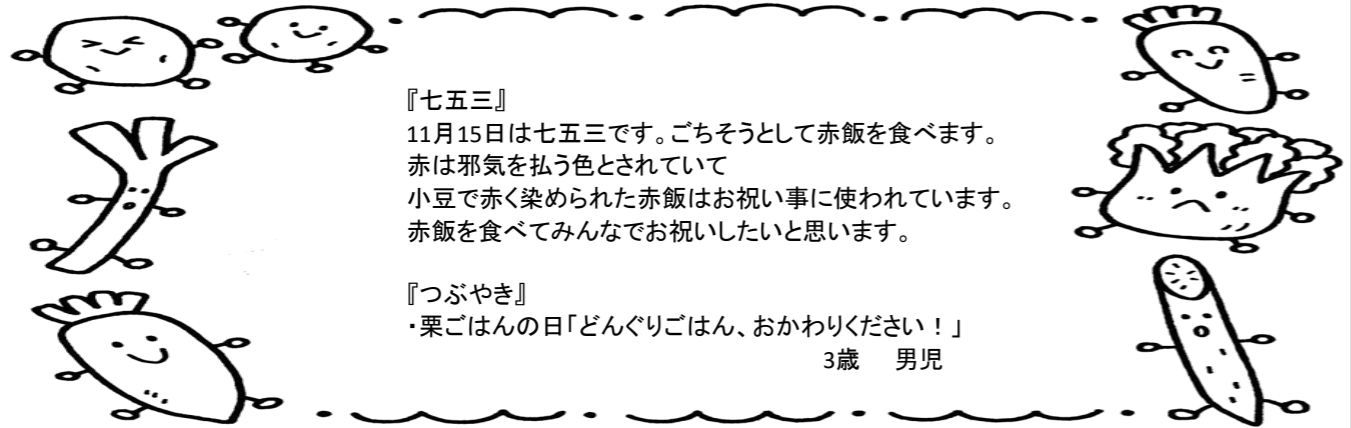 『七五三』
11月15日は七五三です。ごちそうとして赤飯を食べます。
赤は邪気を払う色とされていて
小豆で赤く染められた赤飯はお祝い事に使われています。
赤飯を食べてみんなでお祝いしたいと思います。
『つぶやき』
・栗ごはんの日「どんぐりごはん、おかわりください！」
3歳　男児